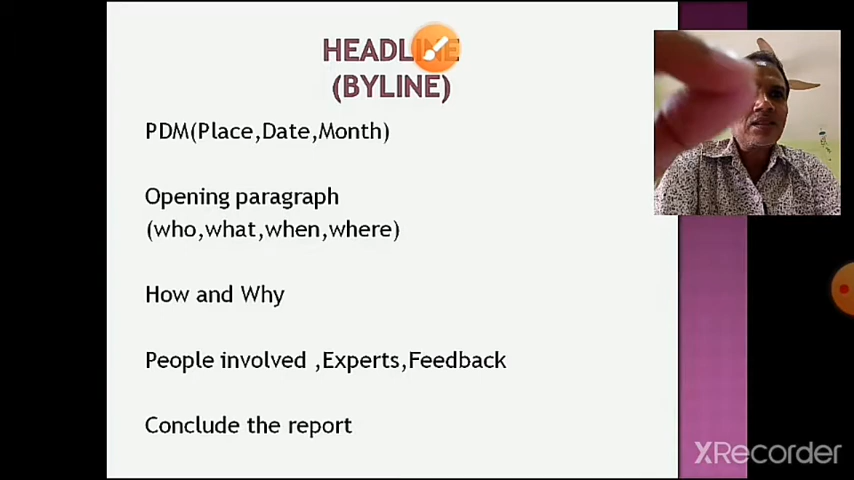 HEADLINE
(BYLINE)
PDM(Place,Date,Month)
Opening paragraph
(who,what,when,where)
How and Why
People involved ,Experts,Feedback
Conclude the report
XRecorder